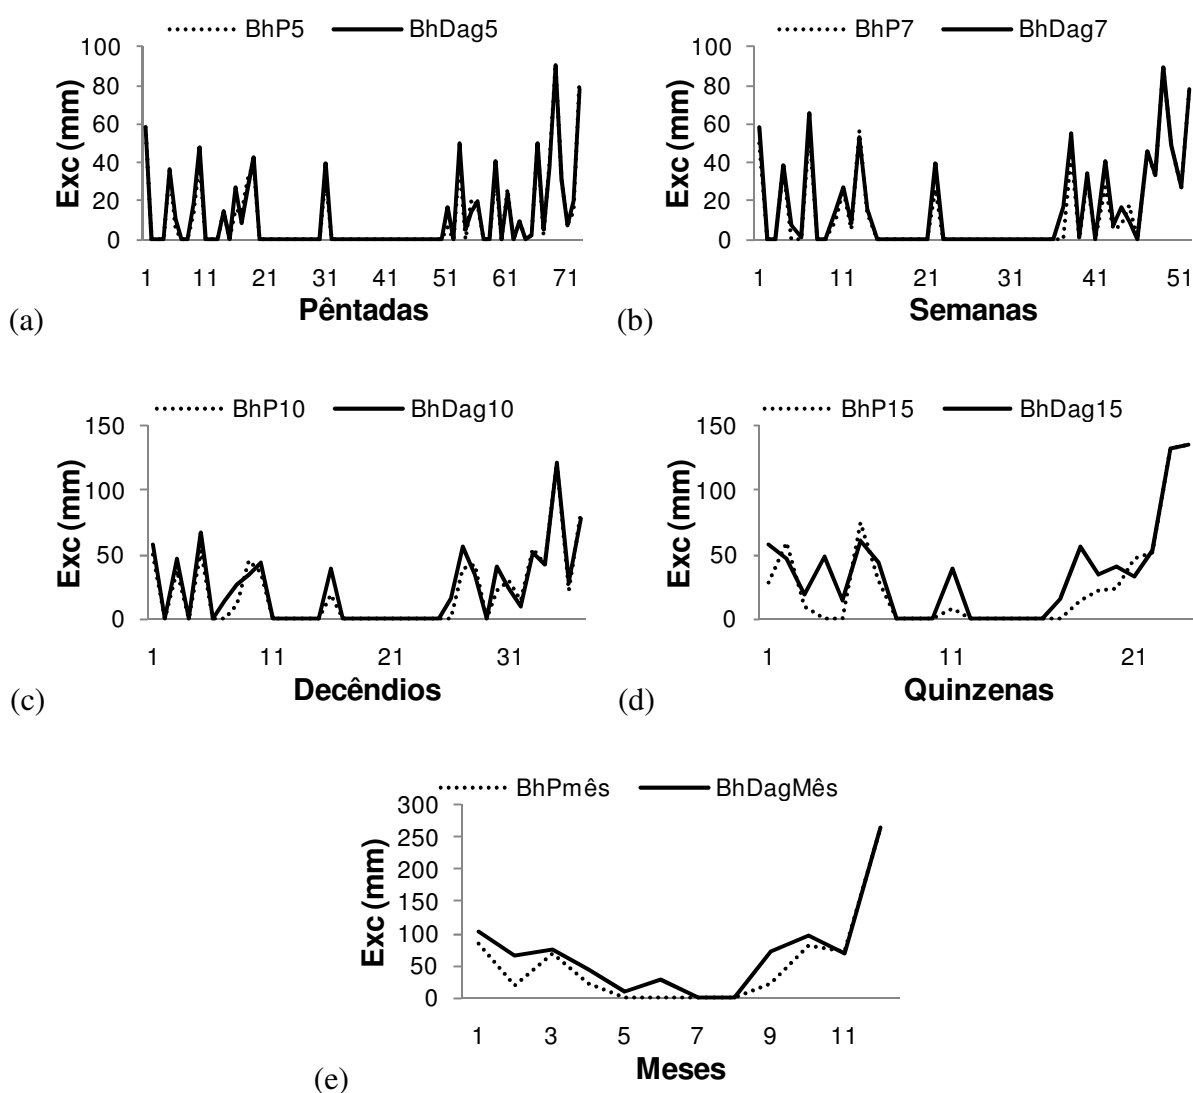 BhP5 BhDag5
100
80
60
40
20
0
Exc (mm)
1 11 21 31 41 51 61 71
Pêntadas
(a)
BhP7 BhDag7
100
80
60
40
20
0
Exc (mm)
1 11 21 31 41 51
Semanas
(b)
BhP10 BhDag10
150
100
50
0
Exc (mm)
1 11 21 31
Decêndios
(c)
BhP15 BhDag15
150
100
50
0
Exc (mm)
1 11 21
Quinzenas
(d)
BhPmês BhDagMês
300
250
200
150
100
50
0
Exc (mm)
1 3 5 7 9 11
Meses
(e)